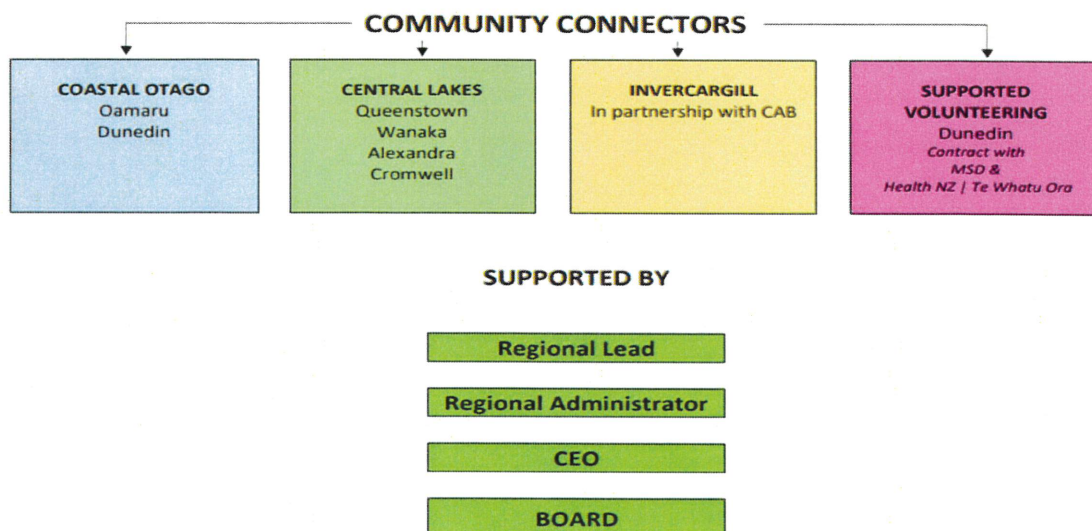 COMMUNITY CONNECTORS
COASTAL OTAGO
Oamaru
Dunedin
CENTRAL LAKES
Queenstown
Wanaka
Alexandra
Cromwell
INVERCARGILL
In partnership with CAB
SUPPORTED
VOLUNTEERING
Dunedin
Contract with
MSD &
Health NZ | Te Whatu Ora
SUPPORTED BY
Regional Lead
Regional Administrator
CEO
BOARD